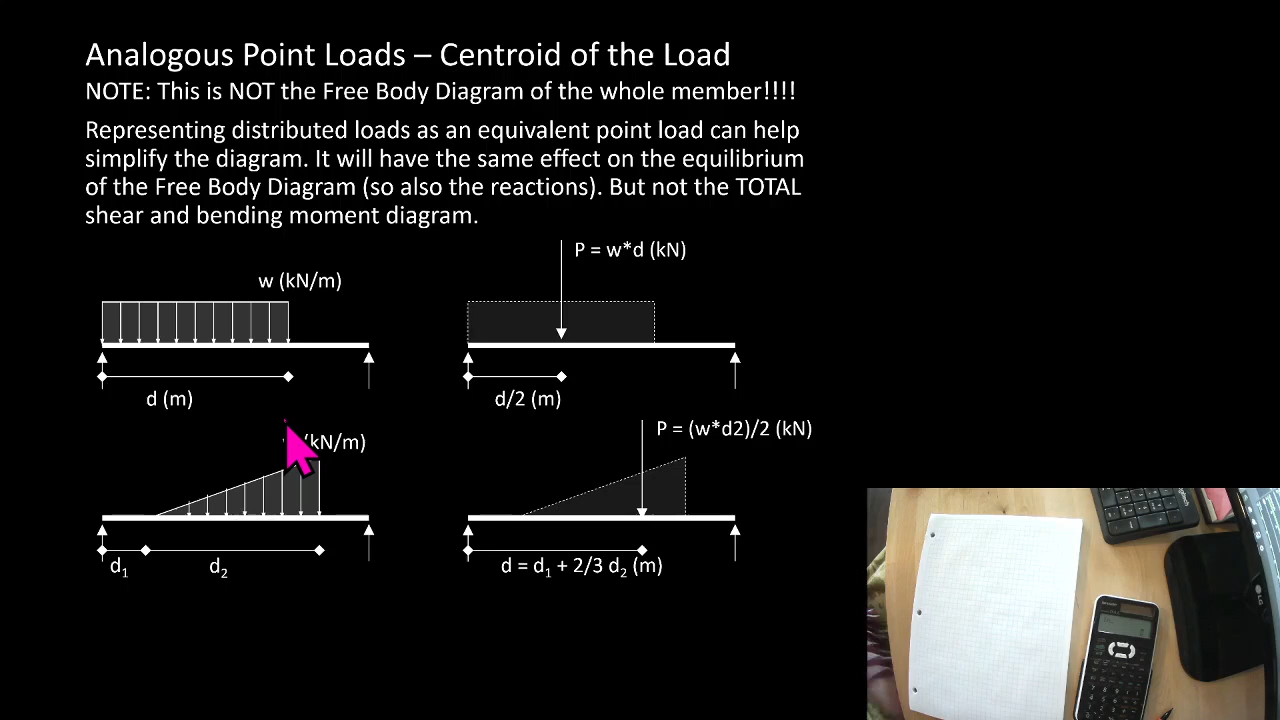 Analogous Point Loads – Centroid of the Load
NOTE: This is NOT the Free Body Diagram of the whole member!!!!
Representing distributed loads as an equivalent point load can help
simplify the diagram. It will have the same effect on the equilibrium
of the Free Body Diagram (so also the reactions). But not the TOTAL
shear and bending moment diagram.
w (kN/m)
P = w*d (kN)
d (m)
d/2 (m)
(kN/m)
P = (w*d2)/2 (kN)
d₁
d₂
d = d₁ + 2/3 d₂ (m)
LG